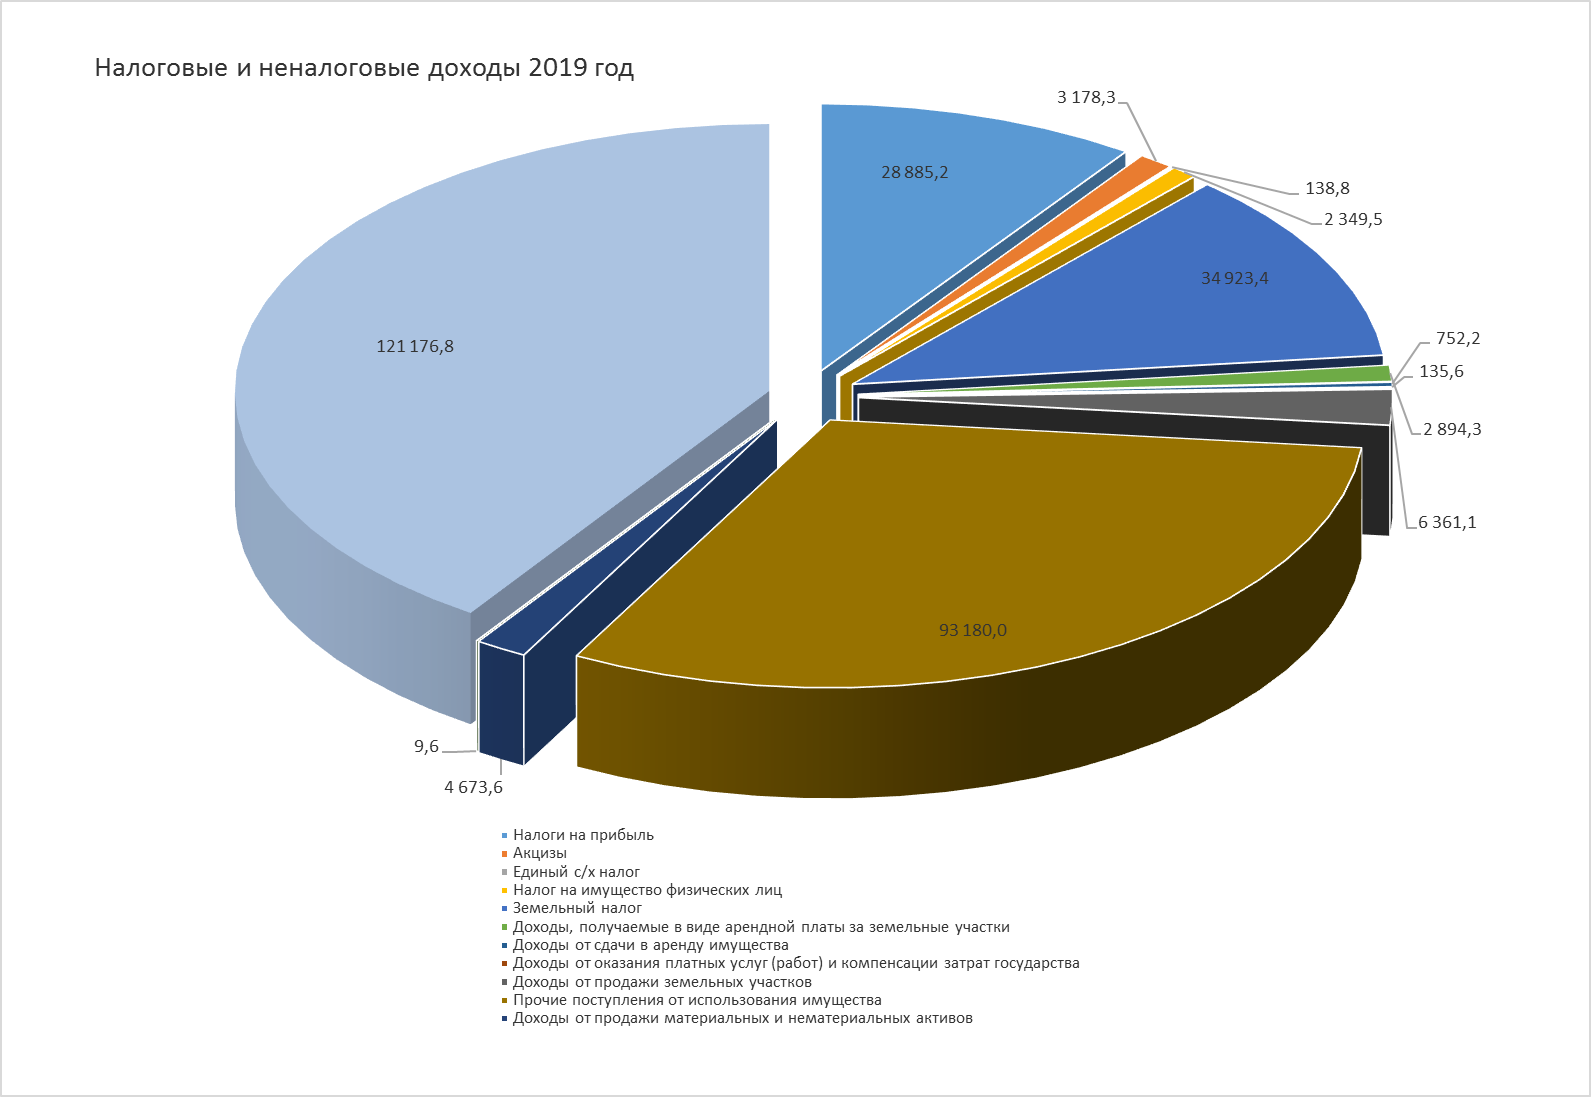 Налоговые и неналоговые доходы 2019 год
3 178,3
28 885,2
138,8
2 349,5
34 923,4
752,2
121 176,8
135,6
2 894,3
6 361,1
93 180,0
9,6
4 673,6
Налоги на прибыль
Акцизы
Единый с/х налог
Налог на имущество физических лиц
Земельный налог
Доходы, получаемые в виде арендной платы за земельные участки
Доходы от сдачи в аренду имущества
Доходы от оказания платных услуг (работ) и компенсации затрат государства
Доходы от продажи земельных участков
Прочие поступления от использования имущества
Доходы от продажи материальных и нематериальных активов